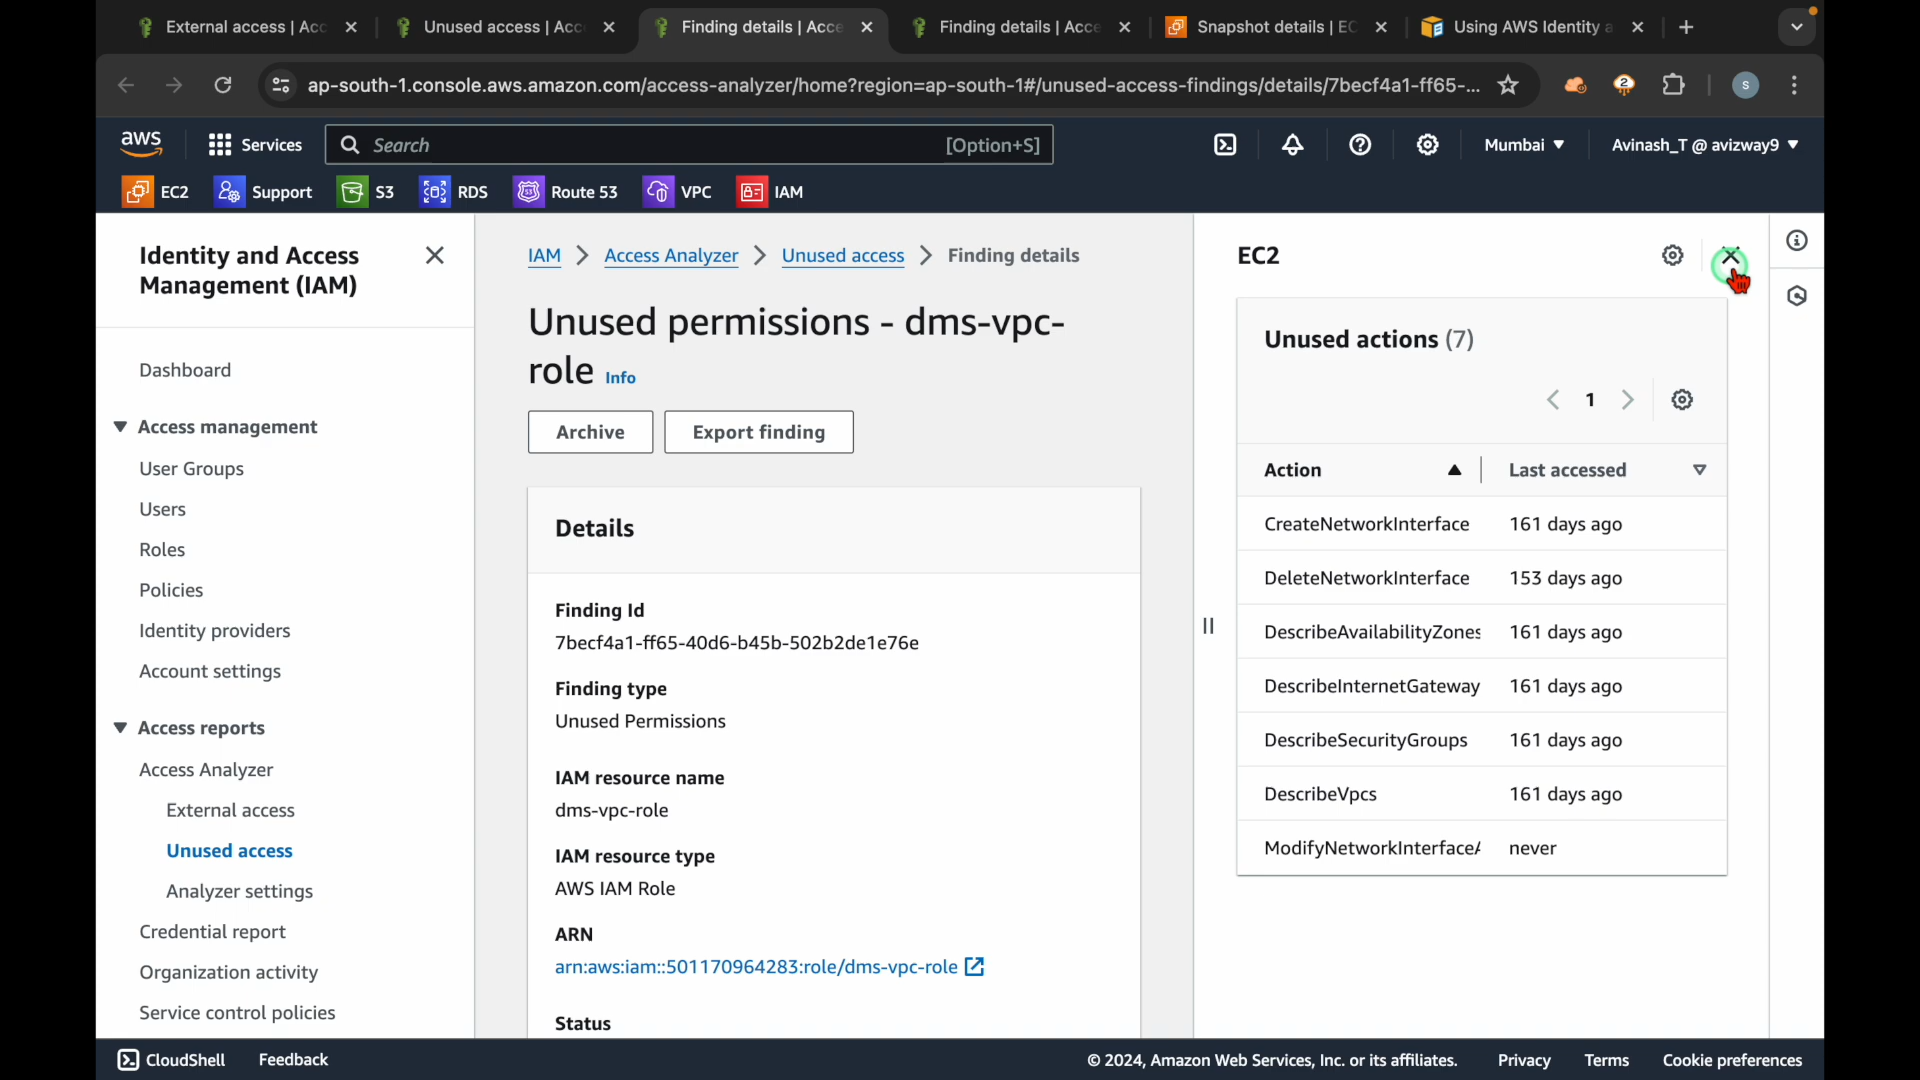 External access | Acc
Unused access | Acc
Finding details | Acce
Finding details | Acce
Snapshot details | EC
Using AWS Identity a
ap-south-1.console.aws.amazon.com/access-analyzer/home?region=ap-south-1#/unused-access-findings/details/7becf4a1-ff65-...
2
S
aws
Services
Search
[Option+S]
Mumbai
Avinash_T @ avizway9
EC2
Support
S3
RDS
Route 53
VPC
IAM
Identity and Access
Management (IAM)
Dashboard
Access management
User Groups
Users
Roles
Policies
Identity providers
Account settings
Access reports
Access Analyzer
External access
Unused access
Analyzer settings
Credential report
Organization activity
Service control policies
IAM > Access Analyzer > Unused access > Finding details
Unused permissions - dms-vpc-
role Info
Archive
Export finding
Details
Finding Id
7becf4a1-ff65-40d6-b45b-502b2de1e76e
Finding type
Unused Permissions
IAM resource name
dms-vpc-role
IAM resource type
AWS IAM Role
ARN
arn:aws:iam::501170964283:role/dms-vpc-role
Status
EC2
Unused actions (7)
1
Action Last accessed
CreateNetworkInterface 161 days ago
DeleteNetworkInterface 153 days ago
DescribeAvailabilityZones 161 days ago
DescribeInternetGateway 161 days ago
DescribeSecurityGroups 161 days ago
DescribeVpcs 161 days ago
ModifyNetworkInterfaceA never
CloudShell
Feedback
© 2024, Amazon Web Services, Inc. or its affiliates.
Privacy
Terms
Cookie preferences